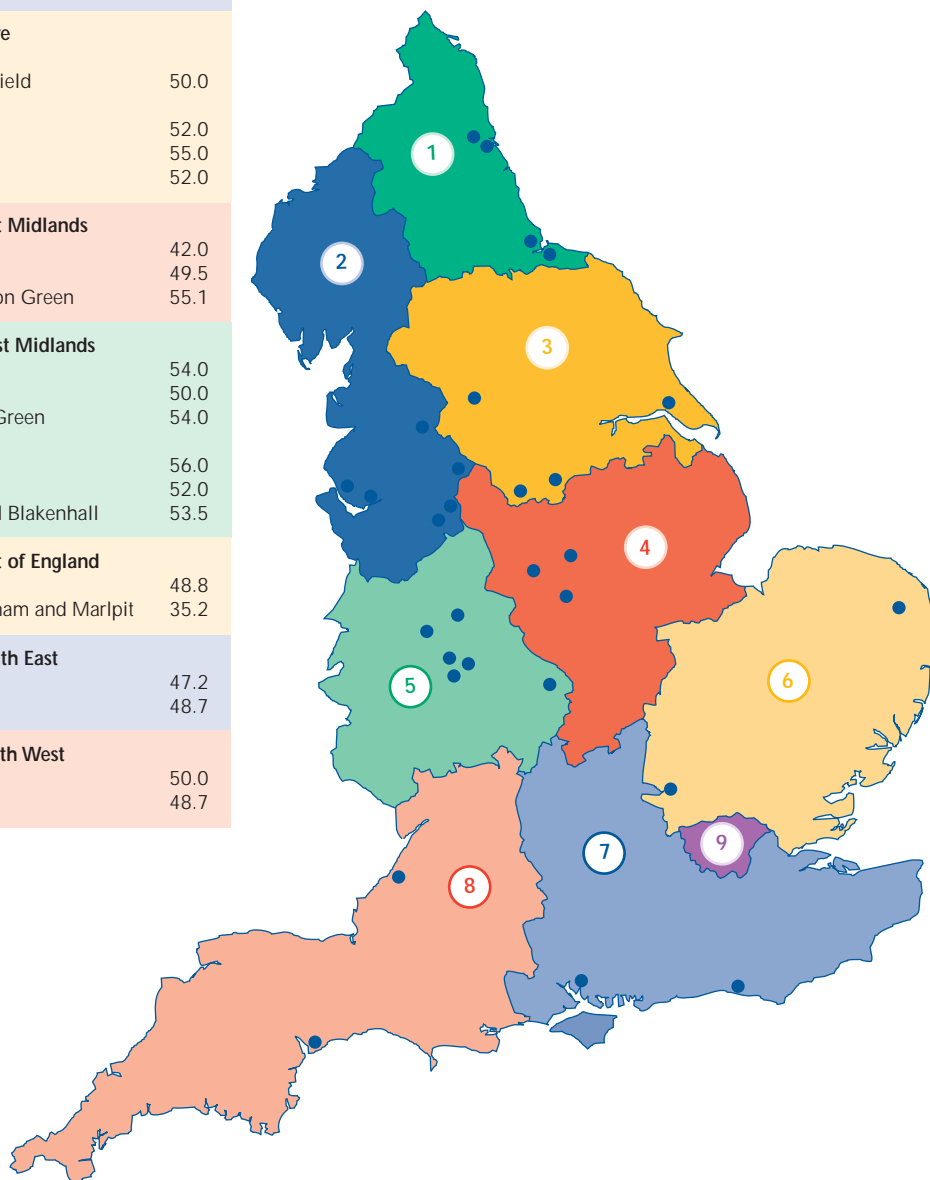 ield 50.0
52.0
55.0
52.0
Midlands
42.0
49.5
on Green 55.1
st Midlands
54.0
50.0
Green 54.0
56.0
52.0
Blakenhall 53.5
of England
48.8
am and Marlpit 35.2
th East
47.2
48.7
th West
50.0
48.7
1
2
3
4
5
6
7
8
9